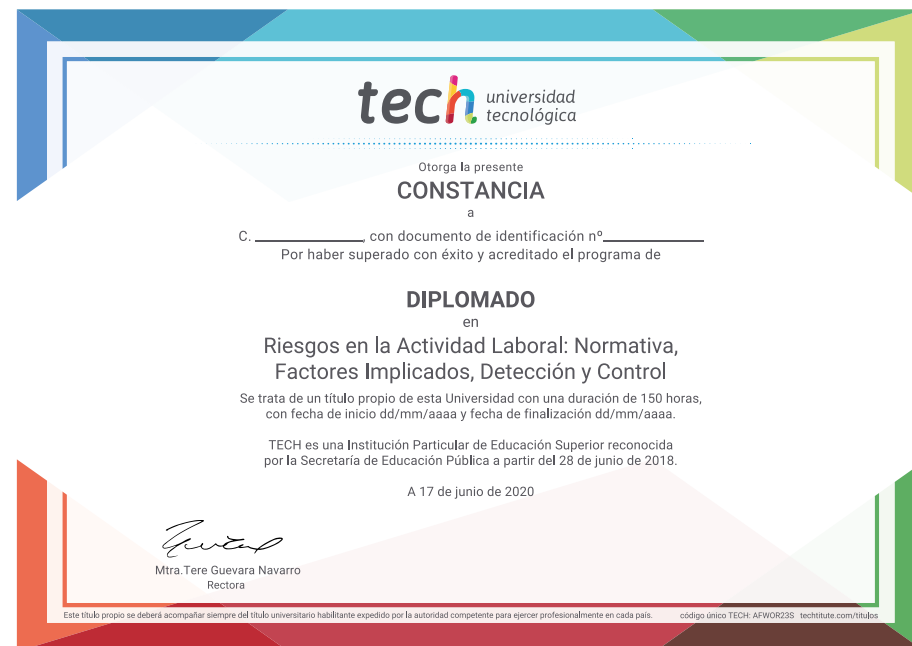 tech universidad
tecnológica
Otorga la presente
CONSTANCIA
a
C. ____________, con documento de identificación nº____________
Por haber superado con éxito y acreditado el programa de
DIPLOMADO
en
Riesgos en la Actividad Laboral: Normativa,
Factores Implicados, Detección y Control
Se trata de un título propio de esta Universidad con una duración de 150 horas,
con fecha de inicio dd/mm/aaaa y fecha de finalización dd/mm/aaaa.
TECH es una Institución Particular de Educación Superior reconocida
por la Secretaría de Educación Pública a partir del 28 de junio de 2018.
A 17 de junio de 2020
Mtra.Tere Guevara Navarro
Rectora
Este título propio se deberá acompañar siempre del título universitario habilitante expedido por la autoridad competente para ejercer profesionalmente en cada país. código único TECH: AFWOR23S techtitute.com/titulos